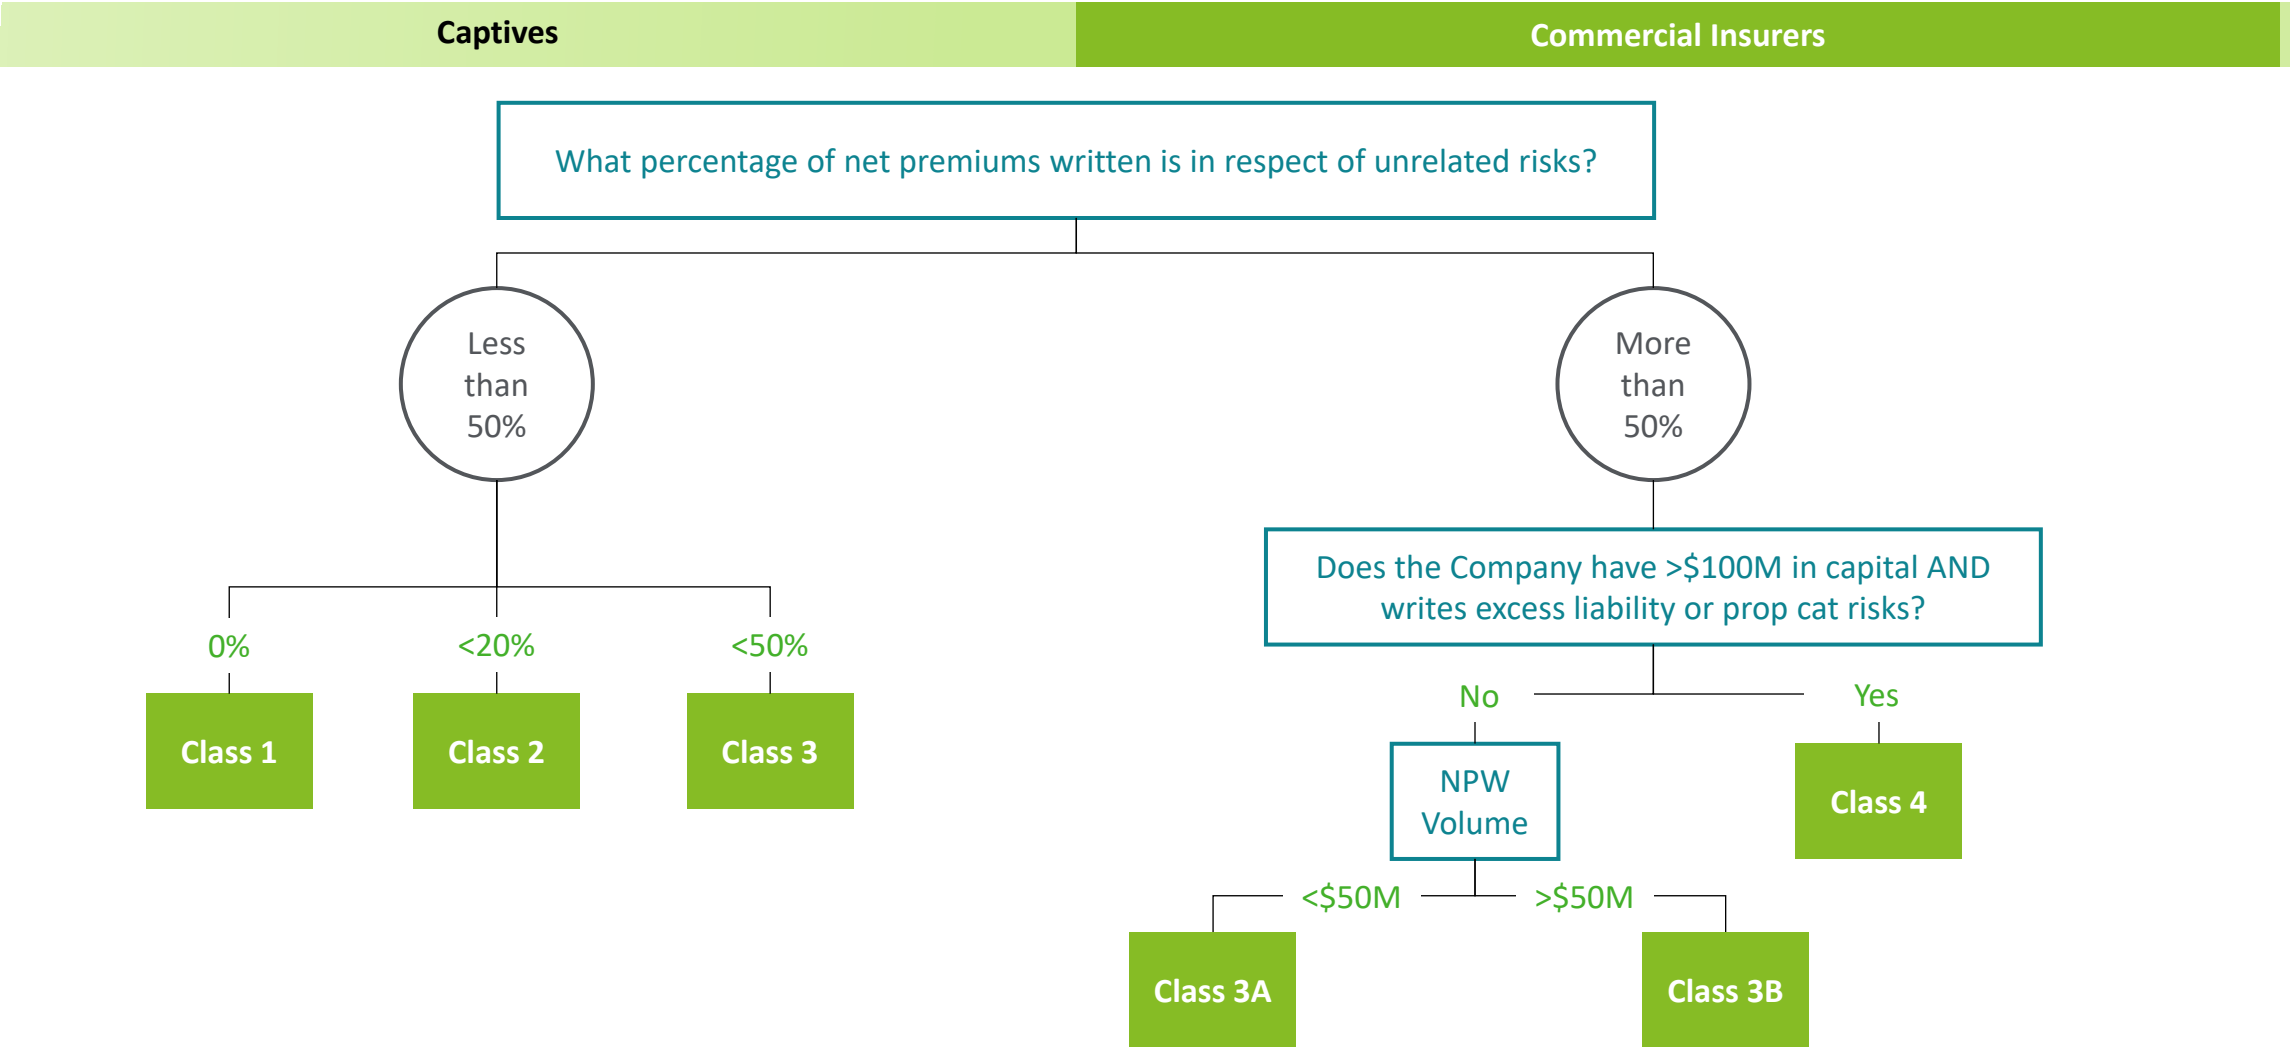 Captives
Commercial Insurers
What percentage of net premiums written is in respect of unrelated risks?
Less
than
50%
More
than
50%
Does the Company have >$100M in capital AND
writes excess liability or prop cat risks?
0%
<20%
<50%
Class 1
Class 2
Class 3
No
Yes
NPW
Volume
Class 4
<$50M
>$50M
Class 3A
Class 3B